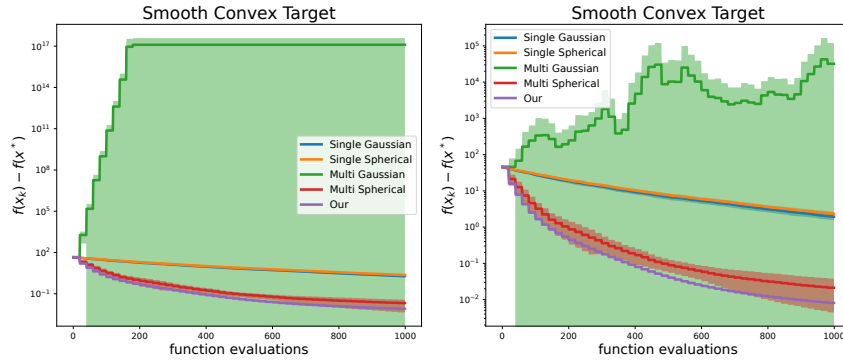 Smooth Convex Target
f(x_k) − f(x*)
10^17
10^14
10^11
10^8
10^5
10^2
10^−1
Single Gaussian
Single Spherical
Multi Gaussian
Multi Spherical
Our
0
200
400
600
800
1000
function evaluations
Smooth Convex Target
f(x_k) − f(x*)
10^5
10^4
10^3
10^2
10^1
10^0
10^−1
10^−2
Single Gaussian
Single Spherical
Multi Gaussian
Multi Spherical
Our
0
200
400
600
800
1000
function evaluations